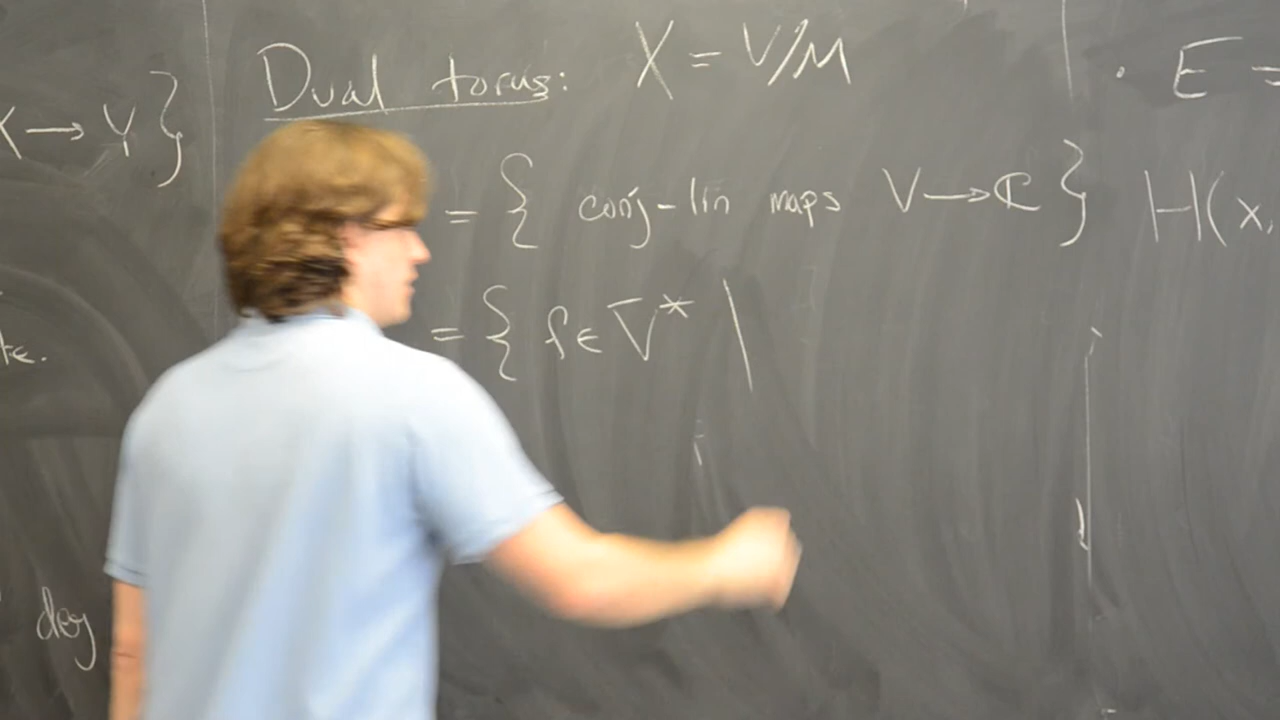 X → Y }
Dual torus: X = V/M
= { conj-lin maps V → ℂ }
= { f ∈ V̄* |
· E =
H(x,
te.
deg